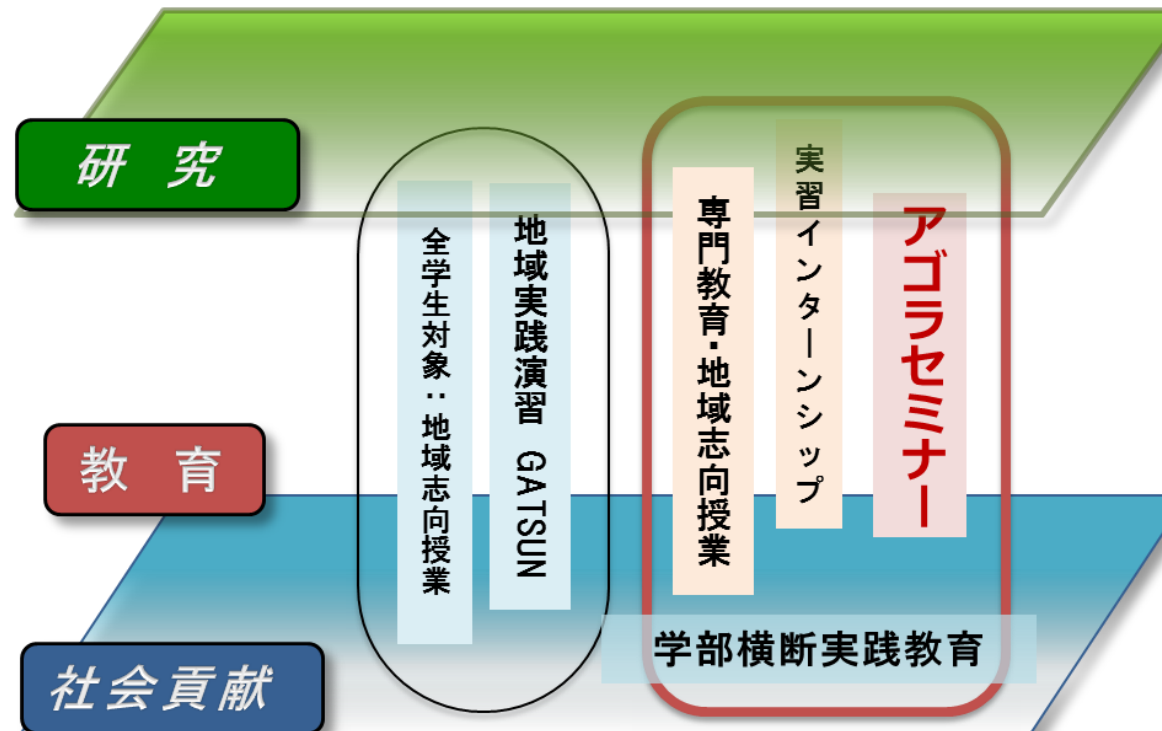 研 究
教 育
社会貢献
全学生対象：地域志向授業
地域実践演習 GATSUN
専門教育・地域志向授業
実習インターンシップ
アゴラセミナー
学部横断実践教育